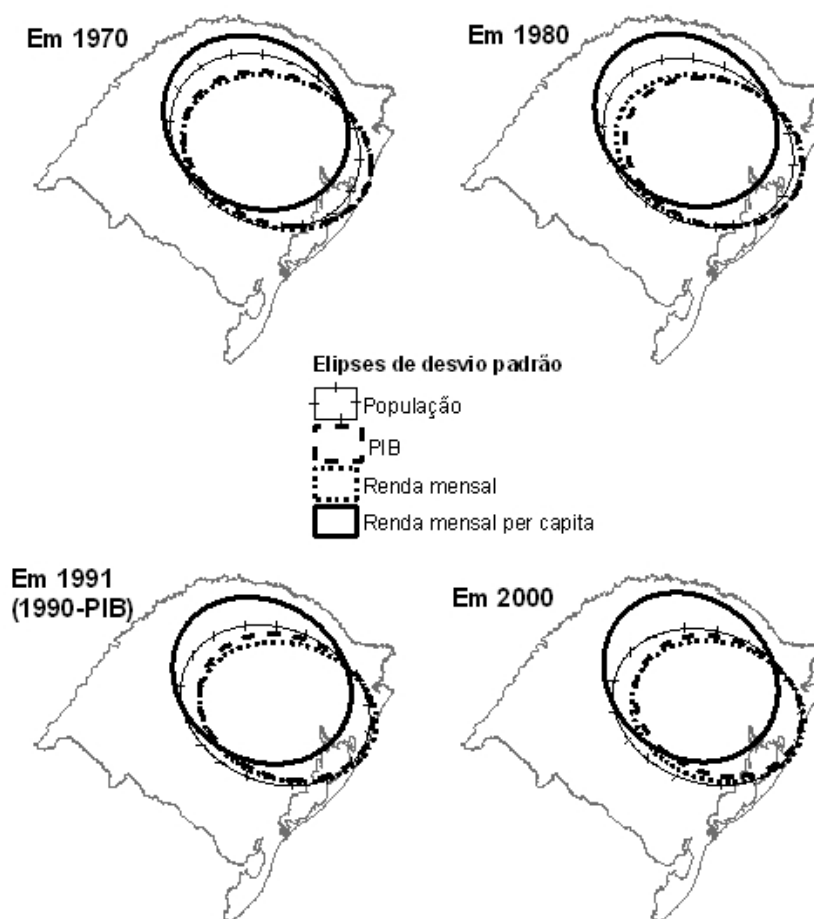 Em 1970
Em 1980
Elipses de desvio padrão
População
PIB
Renda mensal
Renda mensal per capita
Em 1991
(1990-PIB)
Em 2000